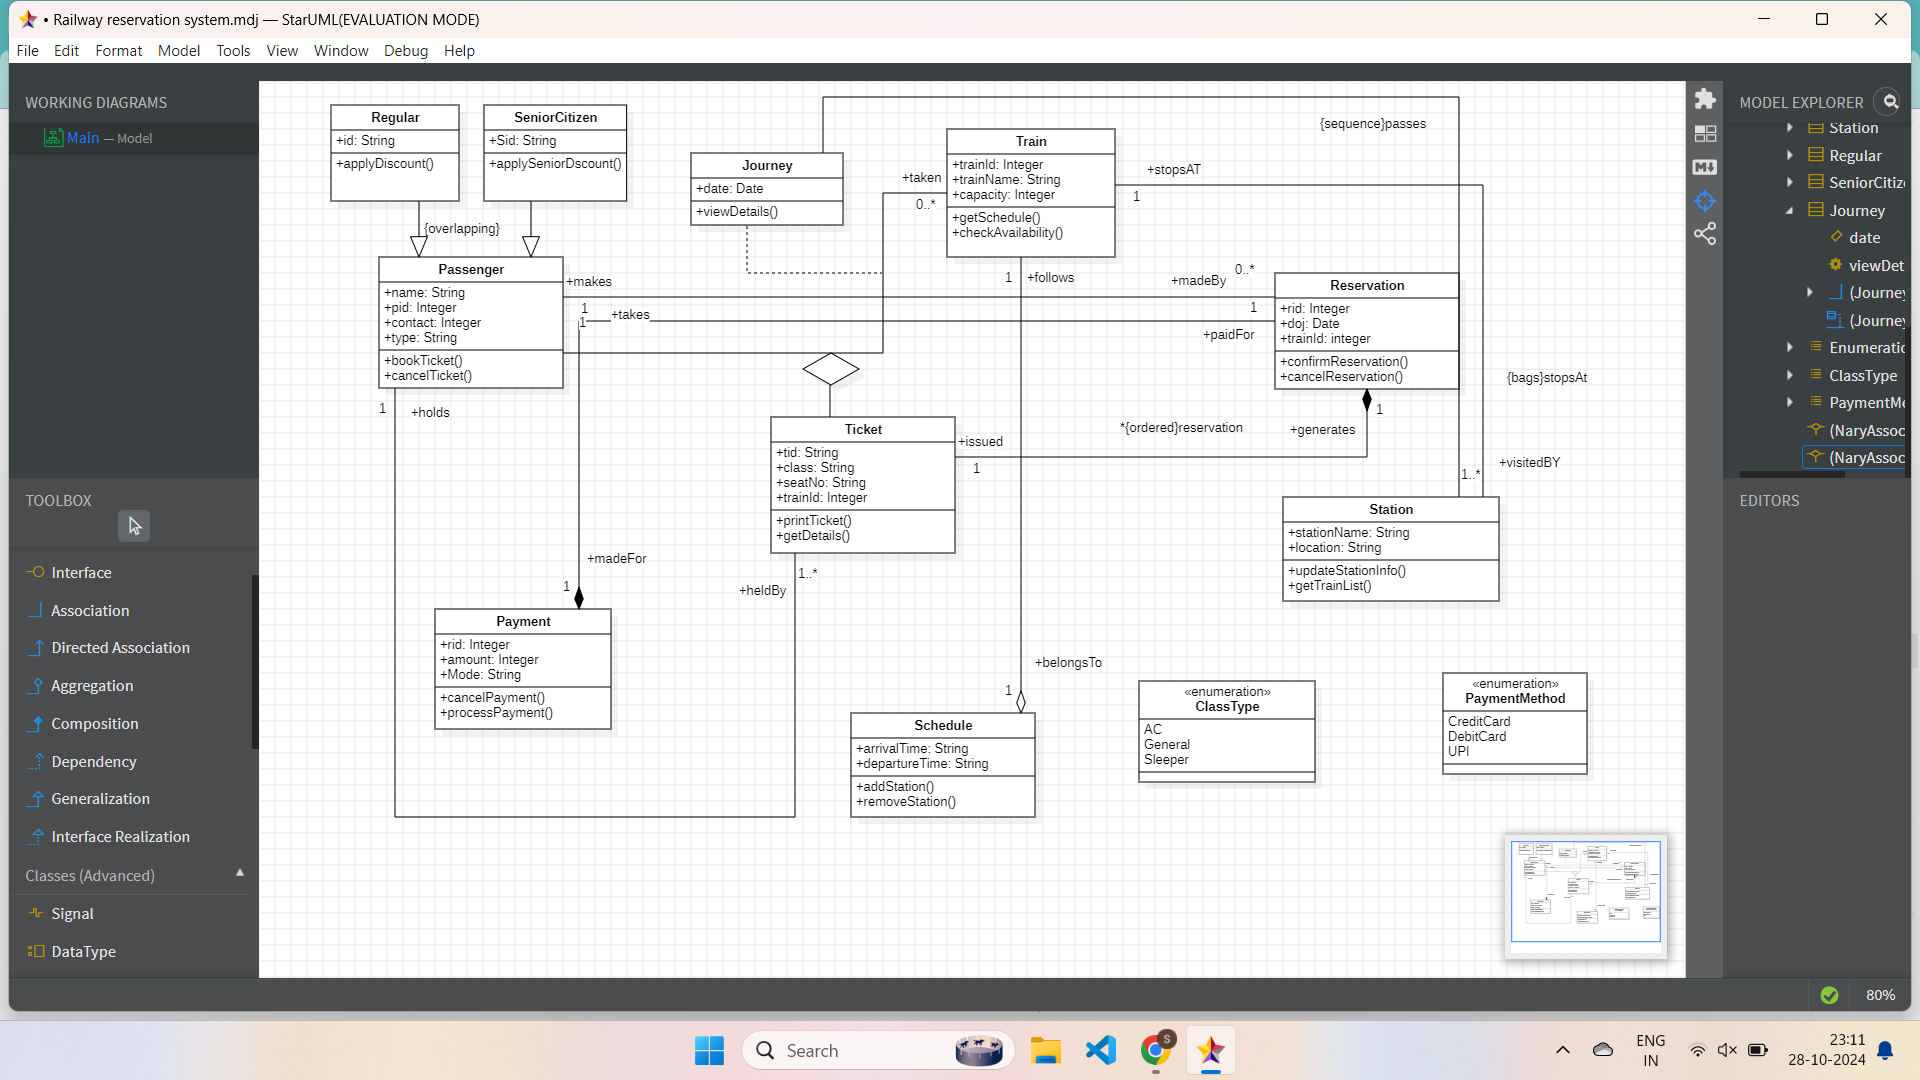 • Railway reservation system.mdj — StarUML(EVALUATION MODE)
File Edit Format Model Tools View Window Debug Help
WORKING DIAGRAMS
Main — Model
TOOLBOX
Interface
Association
Directed Association
Aggregation
Composition
Dependency
Generalization
Interface Realization
Classes (Advanced)
Signal
DataType
Regular
+id: String
+applyDiscount()
SeniorCitizen
+Sid: String
+applySeniorDscount()
{overlapping}
Journey
+date: Date
+viewDetails()
Train
+trainId: Integer
+trainName: String
+capacity: Integer
+getSchedule()
+checkAvailability()
+taken
0..*
+stopsAT
1
{sequence}passes
Passenger
+name: String
+pid: Integer
+contact: Integer
+type: String
+bookTicket()
+cancelTicket()
+makes
1
+takes
1
1
+follows
+madeBy
0..*
1
+paidFor
Reservation
+rid: Integer
+doj: Date
+trainId: integer
+confirmReservation()
+cancelReservation()
{bags}stopsAt
1
+holds
1
+generates
*{ordered}reservation
+issued
1
Ticket
+tid: String
+class: String
+seatNo: String
+trainId: Integer
+printTicket()
+getDetails()
+visitedBY
1..*
Station
+stationName: String
+location: String
+updateStationInfo()
+getTrainList()
+madeFor
1
1..*
+heldBy
Payment
+rid: Integer
+amount: Integer
+Mode: String
+cancelPayment()
+processPayment()
+belongsTo
1
Schedule
+arrivalTime: String
+departureTime: String
+addStation()
+removeStation()
«enumeration»
ClassType
AC
General
Sleeper
«enumeration»
PaymentMethod
CreditCard
DebitCard
UPI
MODEL EXPLORER
Station
Regular
SeniorCitize
Journey
date
viewDet
(Journey
(Journey
Enumeratic
ClassType
PaymentMe
(NaryAssoc
(NaryAssoc
EDITORS
80%
Search
S
ENG
IN
23:11
28-10-2024